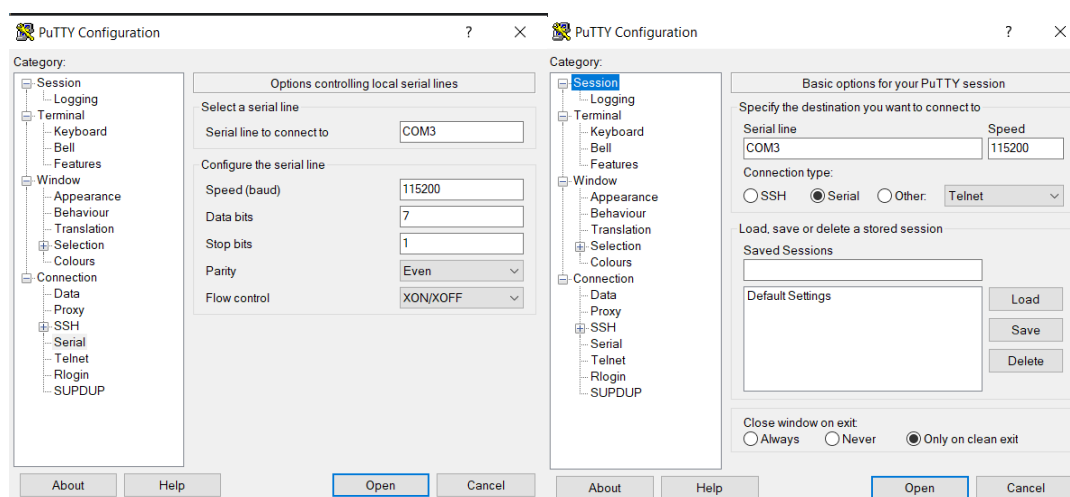 PuTTY Configuration
?
×
Category:
Session
Logging
Terminal
Keyboard
Bell
Features
Window
Appearance
Behaviour
Translation
Selection
Colours
Connection
Data
Proxy
SSH
Serial
Telnet
Rlogin
SUPDUP
Options controlling local serial lines
Select a serial line
Serial line to connect to COM3
Configure the serial line
Speed (baud) 115200
Data bits 7
Stop bits 1
Parity Even
Flow control XON/XOFF
About Help Open Cancel
PuTTY Configuration
?
×
Category:
Session
Logging
Terminal
Keyboard
Bell
Features
Window
Appearance
Behaviour
Translation
Selection
Colours
Connection
Data
Proxy
SSH
Serial
Telnet
Rlogin
SUPDUP
Basic options for your PuTTY session
Specify the destination you want to connect to
Serial line Speed
COM3 115200
Connection type:
SSH Serial Other: Telnet
Load, save or delete a stored session
Saved Sessions
Default Settings
Load
Save
Delete
Close window on exit:
Always Never Only on clean exit
About Help Open Cancel